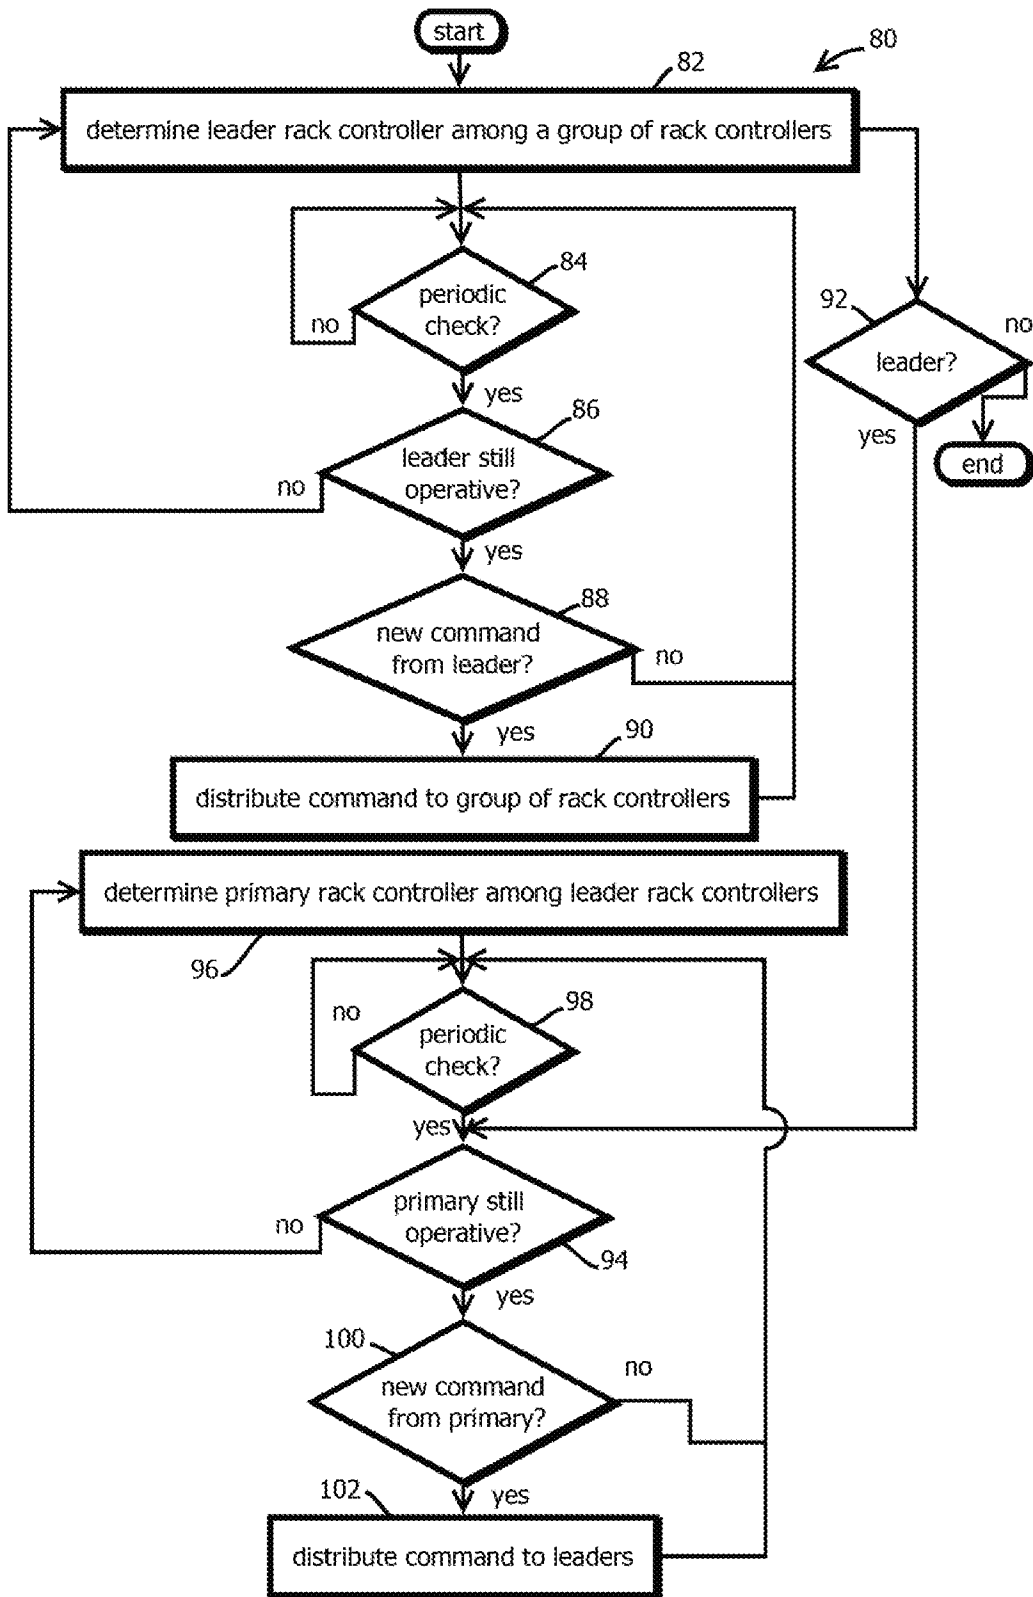 start
80
82
determine leader rack controller among a group of rack controllers
84
periodic
check?
no
yes
92
no
leader?
yes
end
86
leader still
operative?
no
yes
88
new command
from leader?
no
yes
90
distribute command to group of rack controllers
determine primary rack controller among leader rack controllers
96
98
no
periodic
check?
yes
primary still
operative?
no
94
yes
100
new command
from primary?
no
yes
102
distribute command to leaders